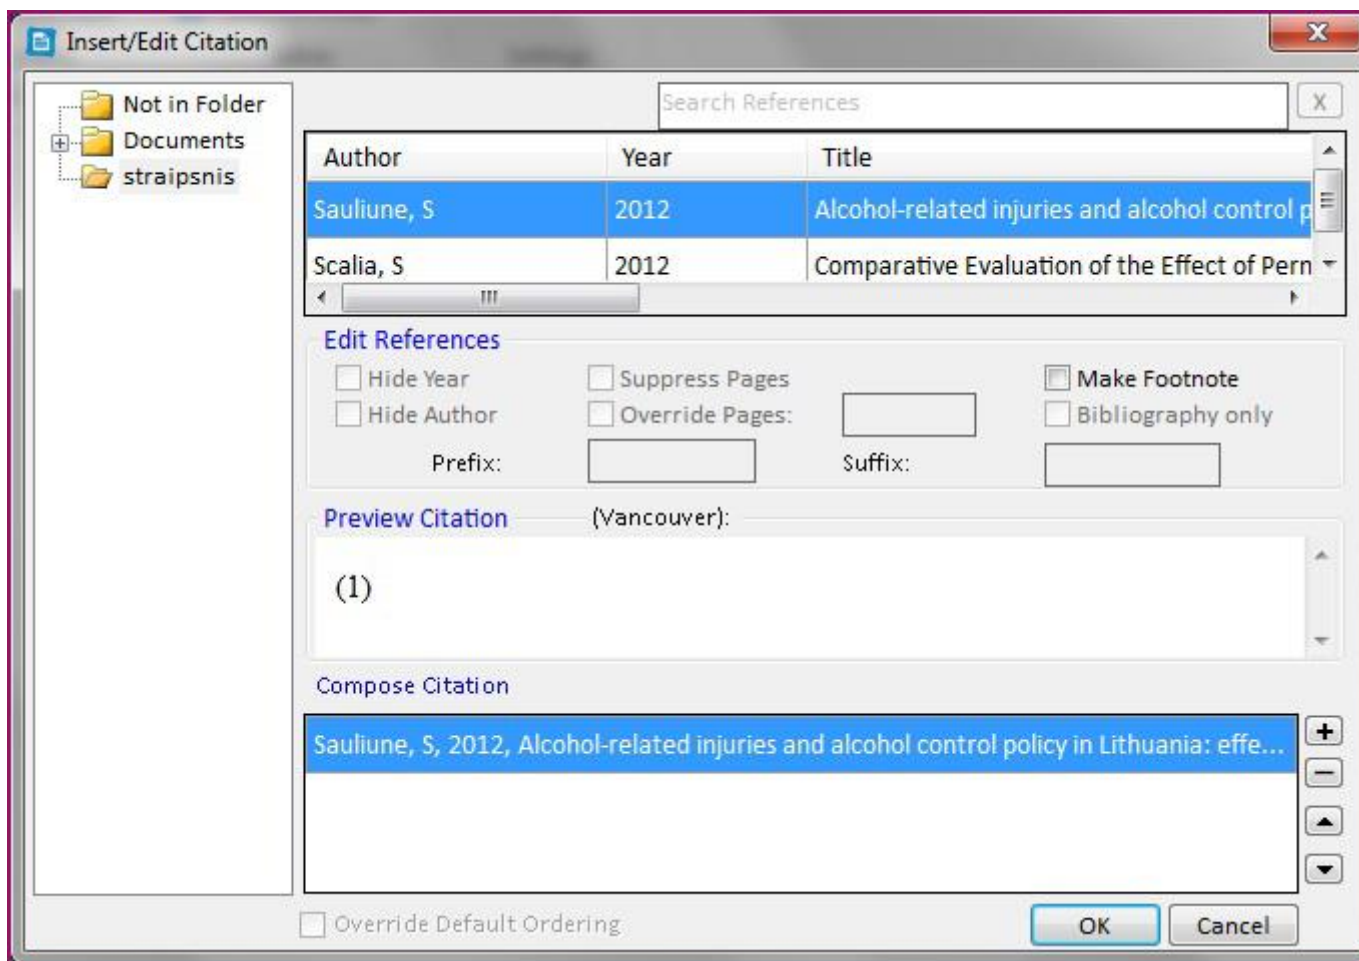 Insert/Edit Citation
X
Not in Folder
Documents
straipsnis
Search References
X
Author Year Title
Sauliune, S 2012 Alcohol-related injuries and alcohol control p
Scalia, S 2012 Comparative Evaluation of the Effect of Pern
Edit References
Hide Year Suppress Pages Make Footnote
Hide Author Override Pages: Bibliography only
Prefix: Suffix:
Preview Citation (Vancouver):
(1)
Compose Citation
Sauliune, S, 2012, Alcohol-related injuries and alcohol control policy in Lithuania: effe...
Override Default Ordering
OK Cancel